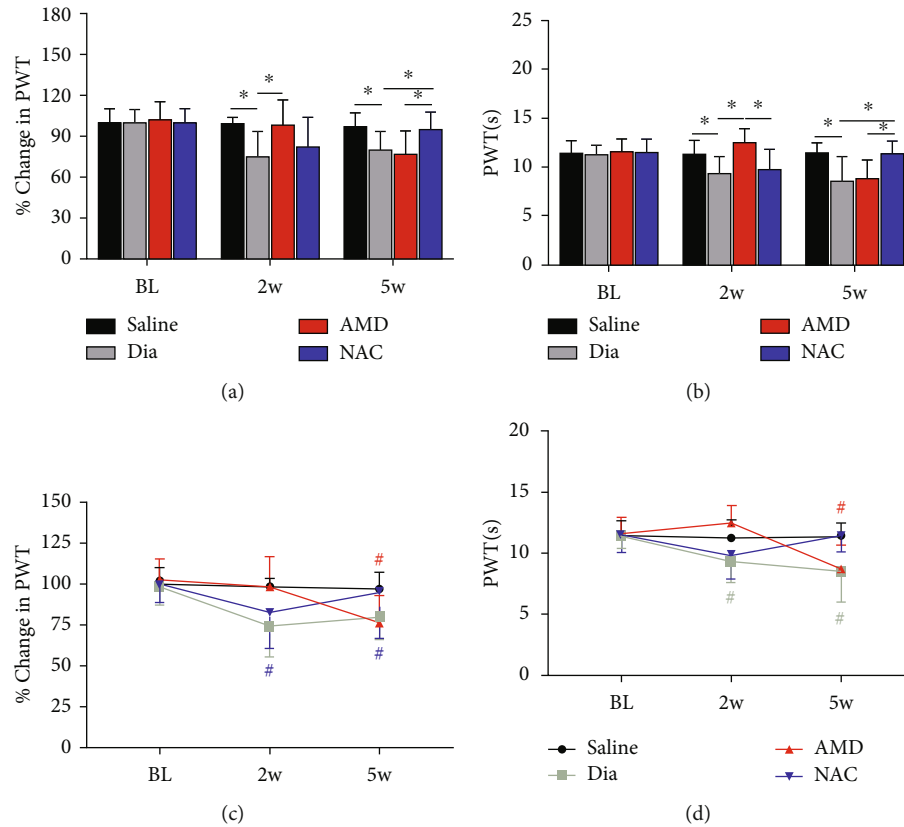 180
150
120
90
60
30
0
% Change in PWT
* * * * *
BL 2w 5w
Saline AMD
Dia NAC
(a)
25
20
15
10
5
0
PWT(s)
* * * * * *
BL 2w 5w
Saline AMD
Dia NAC
(b)
150
125
100
75
50
25
0
% Change in PWT
#
# #
BL 2w 5w
(c)
20
15
10
5
0
PWT(s)
#
# #
BL 2w 5w
Saline AMD
Dia NAC
(d)